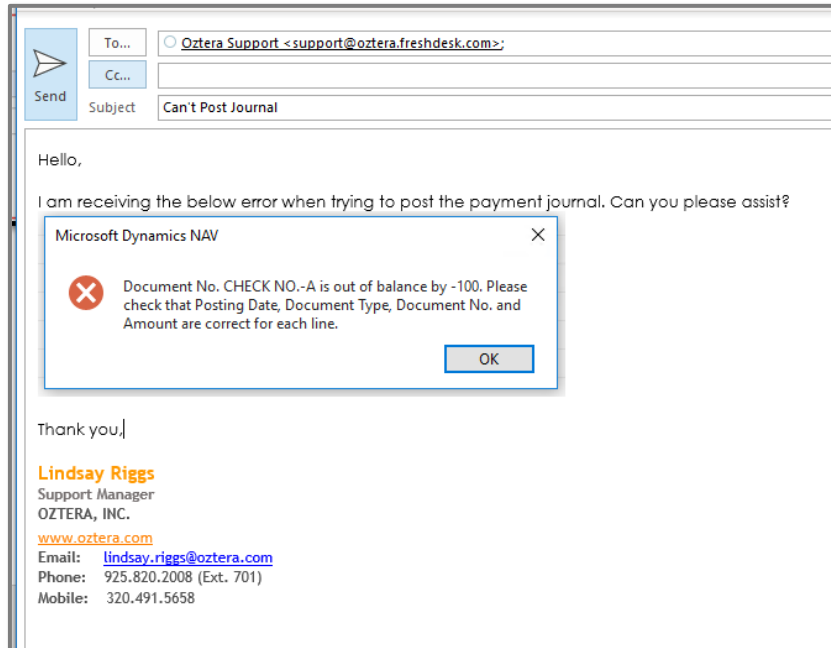 To...
Oztera Support <support@oztera.freshdesk.com>;
Cc...
Send
Subject
Can't Post Journal
Hello,
I am receiving the below error when trying to post the payment journal. Can you please assist?
Microsoft Dynamics NAV
Document No. CHECK NO.-A is out of balance by -100. Please
check that Posting Date, Document Type, Document No. and
Amount are correct for each line.
OK
Thank you,
Lindsay Riggs
Support Manager
OZTERA, INC.
www.oztera.com
Email: lindsay.riggs@oztera.com
Phone: 925.820.2008 (Ext. 701)
Mobile: 320.491.5658